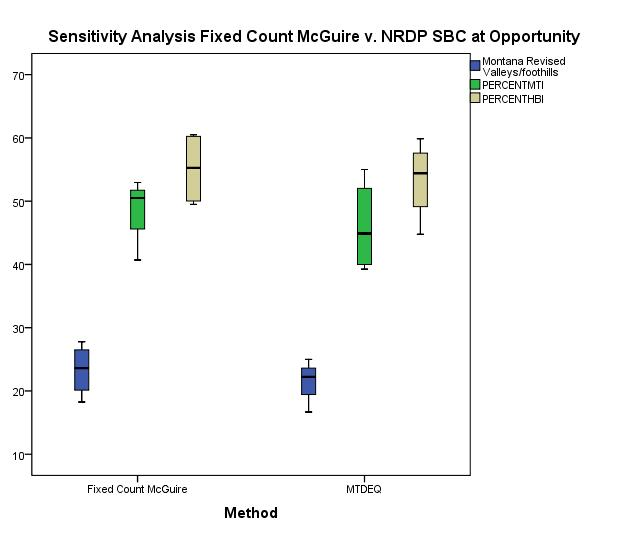 Sensitivity Analysis Fixed Count McGuire v. NRDP SBC at Opportunity
Montana Revised
Valleys/foothills
PERCENTMTI
PERCENTHBI
70
60
50
40
30
20
10
Fixed Count McGuire
MTDEQ
Method